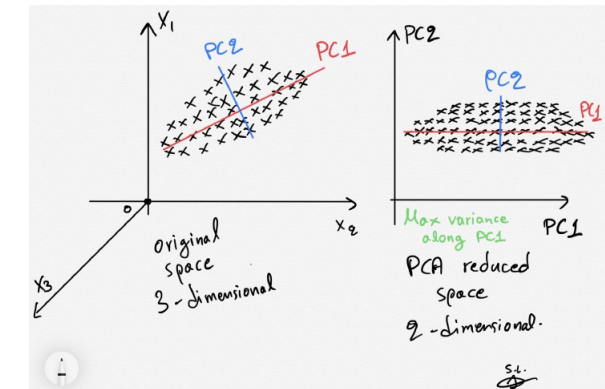 X₁
PC2
PC1
0
X₂
X₃
original
space
3-dimensional
PC2
PC2
PC1
PC1
Max variance
along PC1
PCA reduced
space
2-dimensional.
S.L.